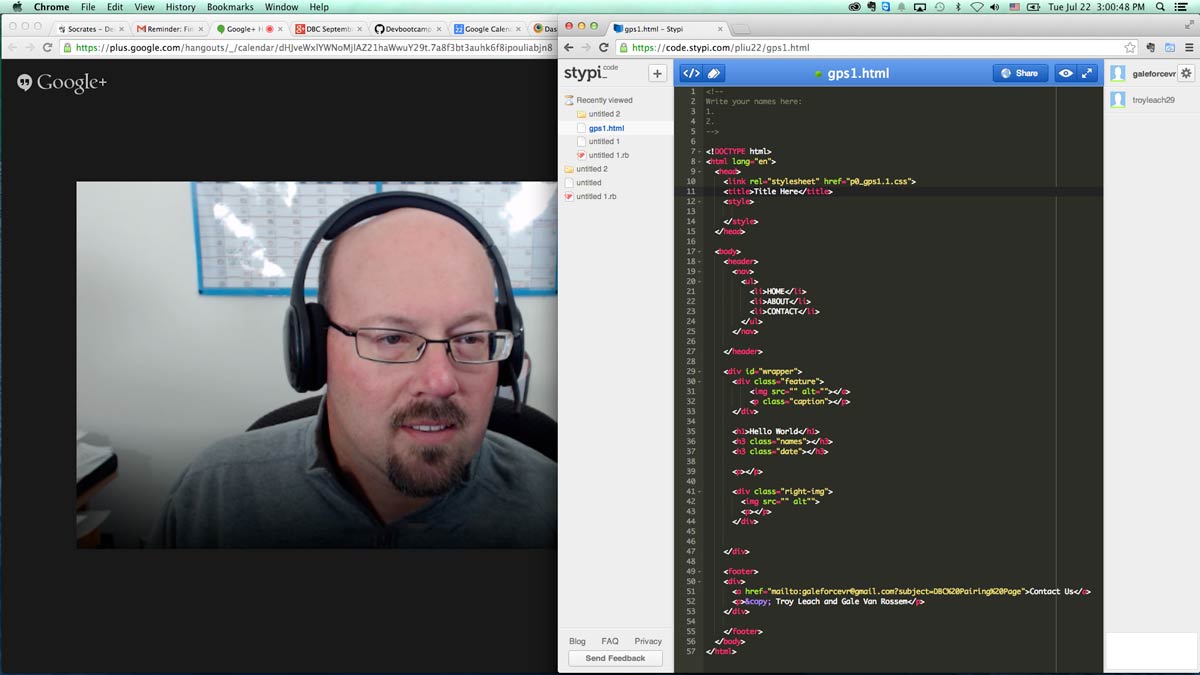 Chrome File Edit View History Bookmarks Window Help
Tue Jul 22 3:00:48 PM
Socrates – De
Reminder: Fin
Google+ H
DBC Septemb
Devbootcamp
Google Calend
Das
https://plus.google.com/hangouts/_/calendar/dHJveWxlYWNoMjlAZ21haWwuY29t.7a8f3bt3auhk6f8ipouliabjn8
Google+
gps1.html – Stypi
https://code.stypi.com/pliu22/gps1.html
stypi_code
+
Recently viewed
untitled 2
gps1.html
untitled 1
untitled 1.rb
untitled 2
untitled
untitled 1.rb
Blog FAQ Privacy
Send Feedback
</> gps1.html Share
1 <!--
2 Write your names here:
3 1.
4 2.
5 -->
6
7 <!DOCTYPE html>
8 <html lang="en">
9 <head>
10 <link rel="stylesheet" href="p0_gps1.1.css">
11 <title>Title Here</title>
12 <style>
13
14 </style>
15 </head>
16
17 <body>
18 <header>
19 <nav>
20 <ul>
21 <li>HOME</li>
22 <li>ABOUT</li>
23 <li>CONTACT</li>
24 </ul>
25 </nav>
26
27 </header>
28
29 <div id="wrapper">
30 <div class="feature">
31 <img src="" alt=""></a>
32 <p class="caption"></p>
33 </div>
34
35 <h1>Hello World</h1>
36 <h3 class="names"></h3>
37 <h3 class="date"></h3>
38
39 <p></p>
40
41 <div class="right-img">
42 <img src="" alt"">
43 <p></p>
44 </div>
45
46
47 </div>
48
49 <footer>
50 <div>
51 <a href="mailto:galeforcevr@gmail.com?subject=DBC%20Pairing%20Page">Contact Us</a>
52 <p>&copy; Troy Leach and Gale Van Rossem</p>
53 </div>
54
55 </footer>
56 </body>
57 </html>
galeforcevr
troyleach29